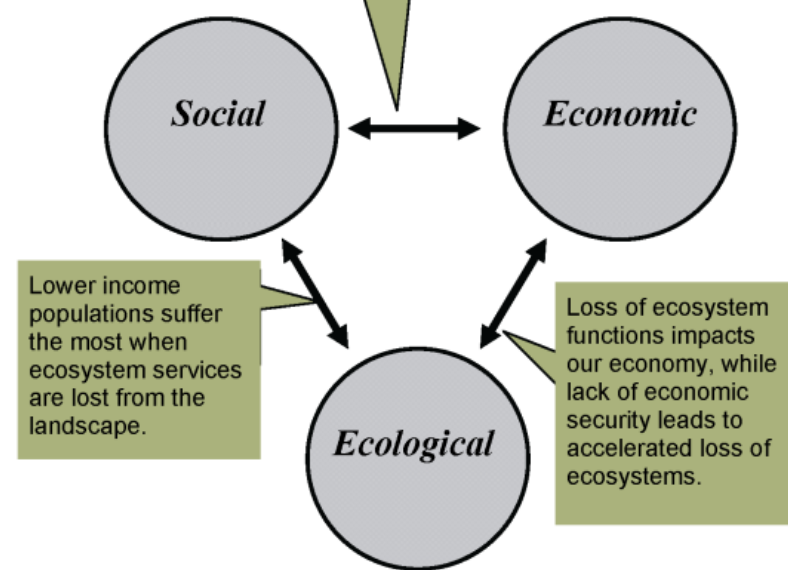 Social
Economic
Lower income
populations suffer
the most when
ecosystem services
are lost from the
landscape.
Loss of ecosystem
functions impacts
our economy, while
lack of economic
security leads to
accelerated loss of
ecosystems.
Ecological